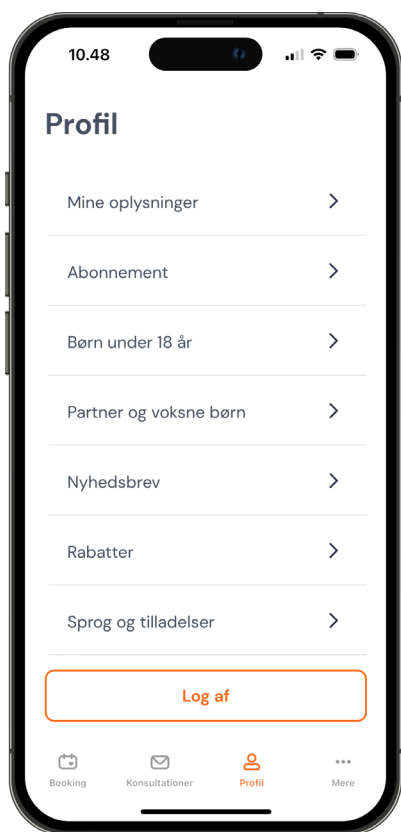 10.48
Profil
Mine oplysninger
Abonnement
Børn under 18 år
Partner og voksne børn
Nyhedsbrev
Rabatter
Sprog og tilladelser
Log af
Booking Konsultationer Profil Mere